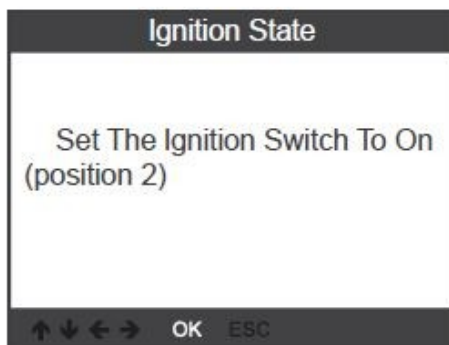 Ignition State
Set The Ignition Switch To On
(position 2)
OK ESC